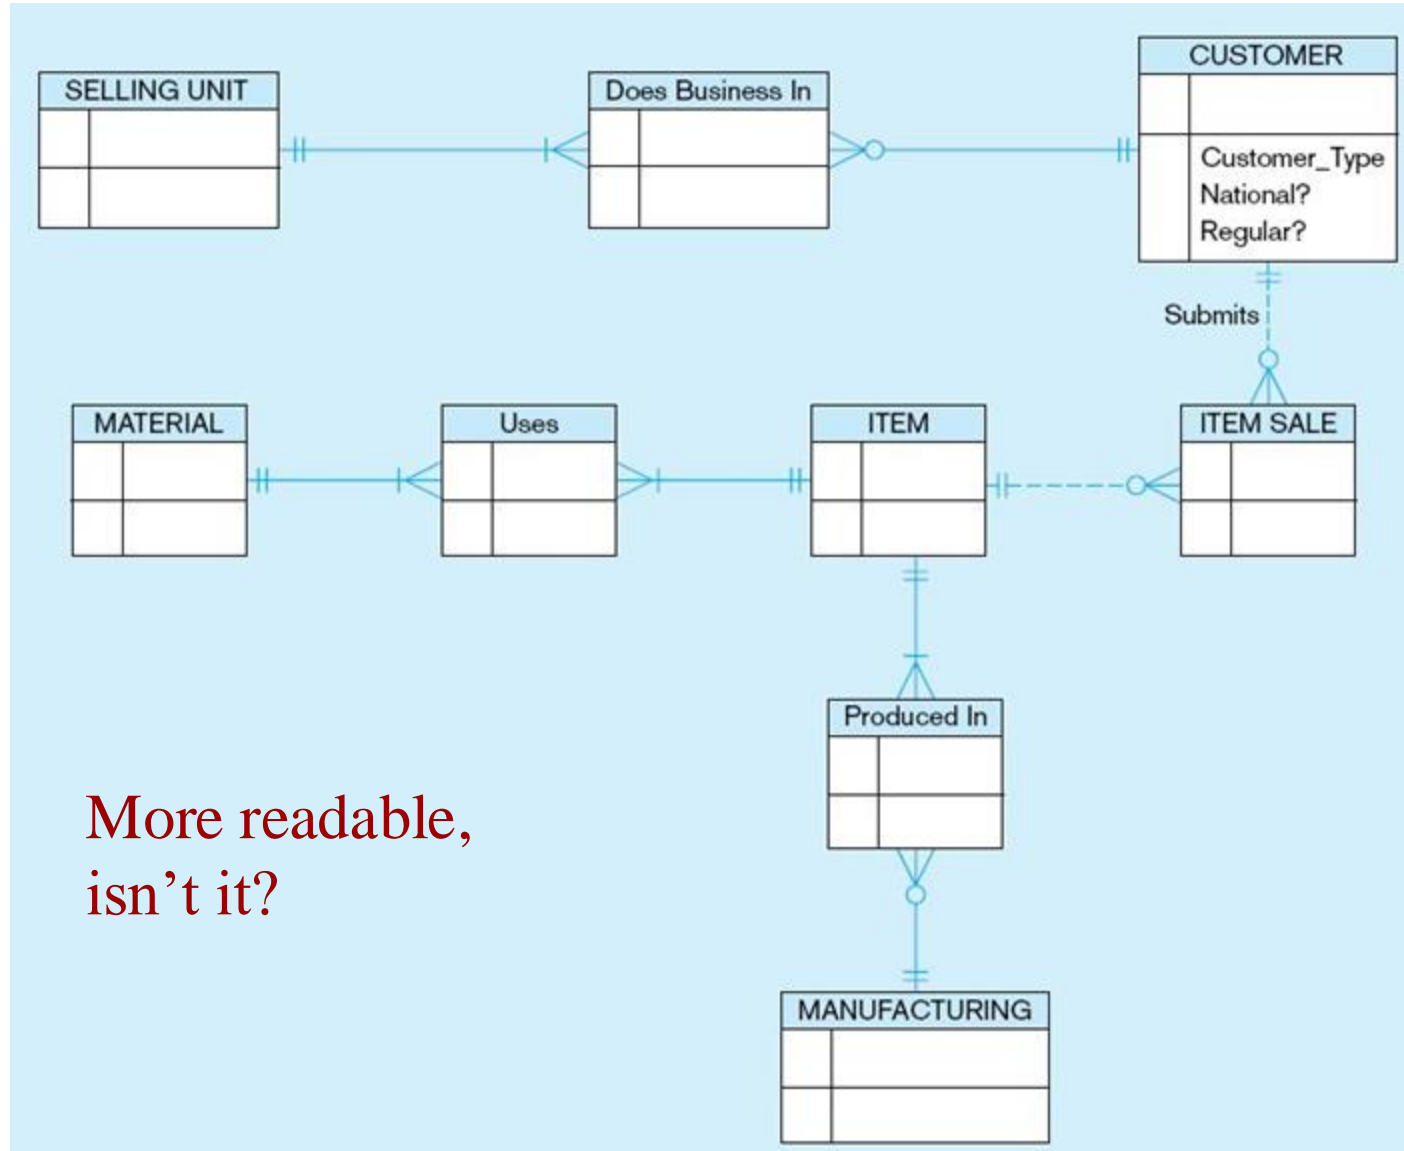 SELLING UNIT
Does Business In
CUSTOMER
Customer_Type
National?
Regular?
Submits
MATERIAL
Uses
ITEM
ITEM SALE
Produced In
More readable,
isn’t it?
MANUFACTURING